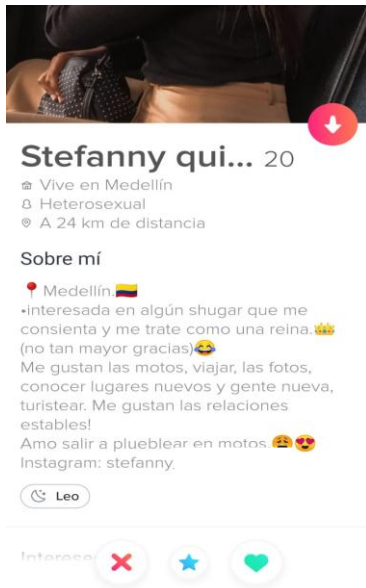 Stefanny qui... 20
Vive en Medellín
Heterosexual
A 24 km de distancia
Sobre mí
📍 Medellín.🇨🇴
•interesada en algún shugar que me
consienta y me trate como una reina.👑
(no tan mayor gracias)😂
Me gustan las motos, viajar, las fotos,
conocer lugares nuevos y gente nueva,
turistear. Me gustan las relaciones
estables!
Amo salir a plueblear en motos 😩😍
Instagram: stefanny
Leo